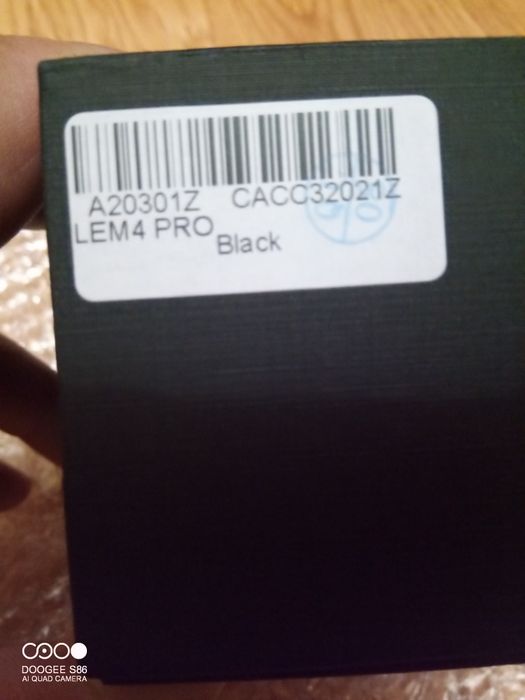 A20301Z CACC32021Z
LEM4 PRO
Black
DOOGEE S86
AI QUAD CAMERA